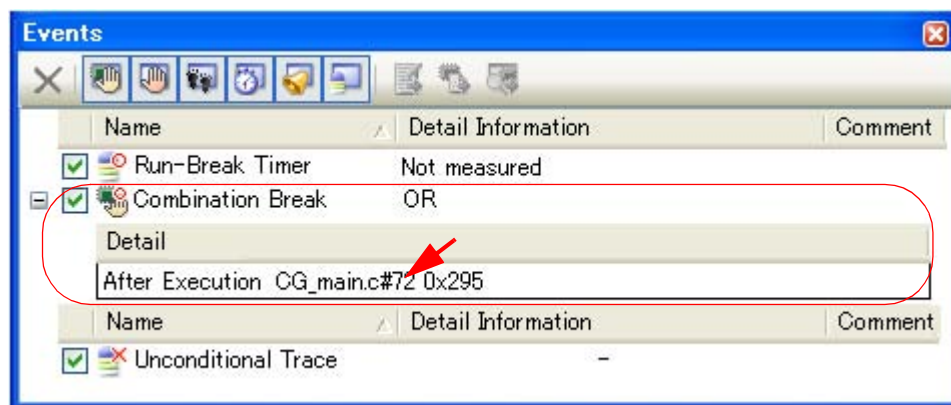 Events
Name Detail Information Comment
Run-Break Timer Not measured
Combination Break OR
Detail
After Execution CG_main.c#72 0x295
Name Detail Information Comment
Unconditional Trace -